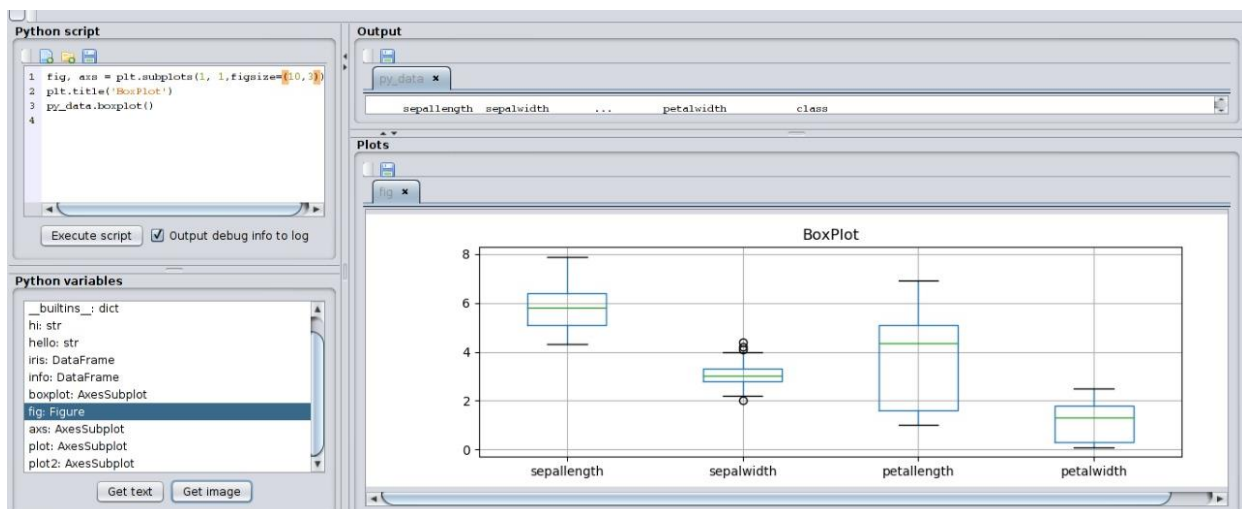 Python script
1 fig, axs = plt.subplots(1, 1,figsize=(10,3))
2 plt.title('BoxPlot')
3 py_data.boxplot()
4
Execute script
Output debug info to log
Python variables
__builtins__: dict
hi: str
hello: str
iris: DataFrame
info: DataFrame
boxplot: AxesSubplot
fig: Figure
axs: AxesSubplot
plot: AxesSubplot
plot2: AxesSubplot
Get text
Get image
Output
py_data
sepallength sepalwidth ... petalwidth class
Plots
fig
BoxPlot
8
6
4
2
0
sepallength sepalwidth petallength petalwidth